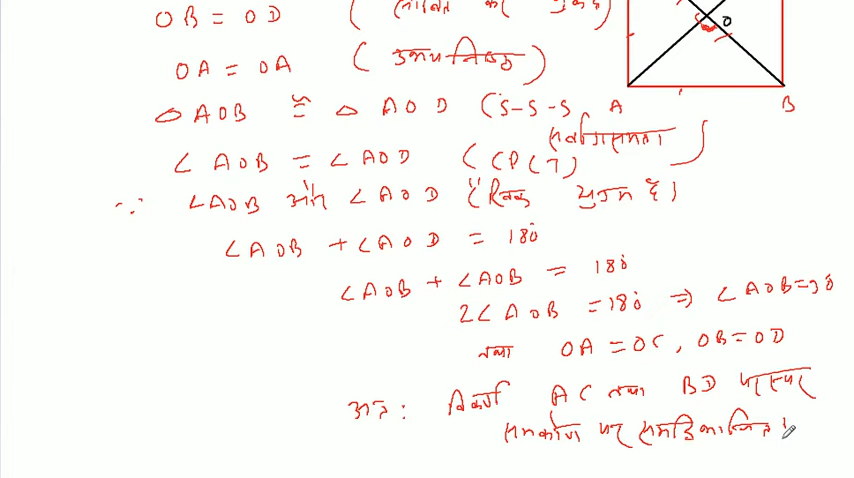 OB = OD (
OA = OA (उभयनिष्ठ)
△AOB ≅ △AOD (S-S-S
सर्वांगसमता)
∠AOB = ∠AOD (CPCT)
∵ ∠AOB और ∠AOD रैखिक युग्म है।
∠AOB + ∠AOD = 180
∠AOB + ∠AOB = 180
2∠AOB = 180 ⇒ ∠AOB = 90
तथा OA = OC, OB = OD
अतः विकर्ण AC तथा BD परस्पर
समकोण पर समद्विभाजित।
O
A
B